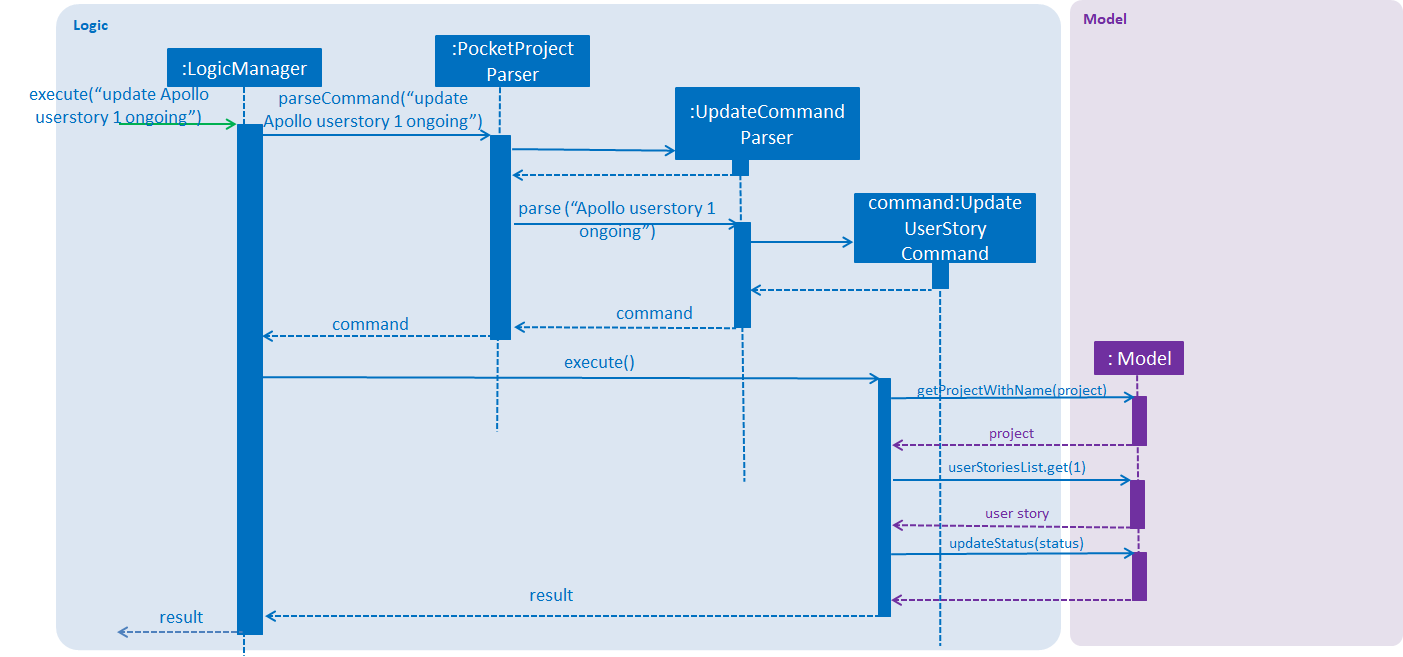 Logic
Model
:PocketProject
Parser
:LogicManager
execute(“update Apollo
userstory 1 ongoing”)
parseCommand(“update
Apollo userstory 1 ongoing”)
:UpdateCommand
Parser
parse (“Apollo userstory 1
ongoing”)
command:Update
UserStory
Command
command
command
: Model
execute()
getProjectWithName(project)
project
userStoriesList.get(1)
user story
updateStatus(status)
result
result